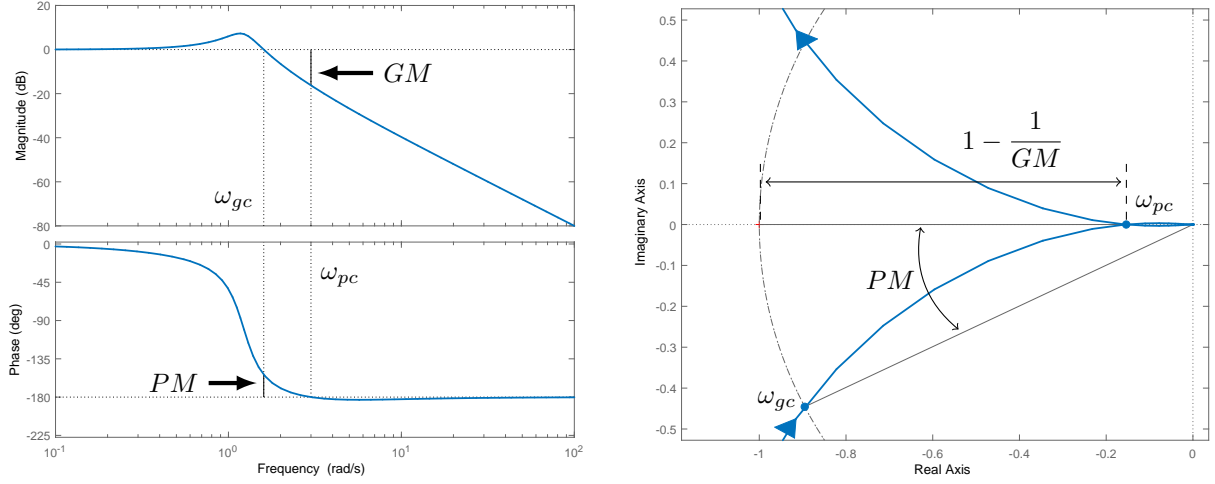 20
0
-20
-40
-60
-80
Magnitude (dB)
GM
ω_gc
0
-45
-90
-135
-180
-225
Phase (deg)
ω_pc
PM
10^-1
10^0
10^1
10^2
Frequency (rad/s)
0.5
0.4
0.3
0.2
0.1
0
-0.1
-0.2
-0.3
-0.4
-0.5
Imaginary Axis
1 - 1/GM
ω_pc
PM
ω_gc
-1
-0.8
-0.6
-0.4
-0.2
0
Real Axis